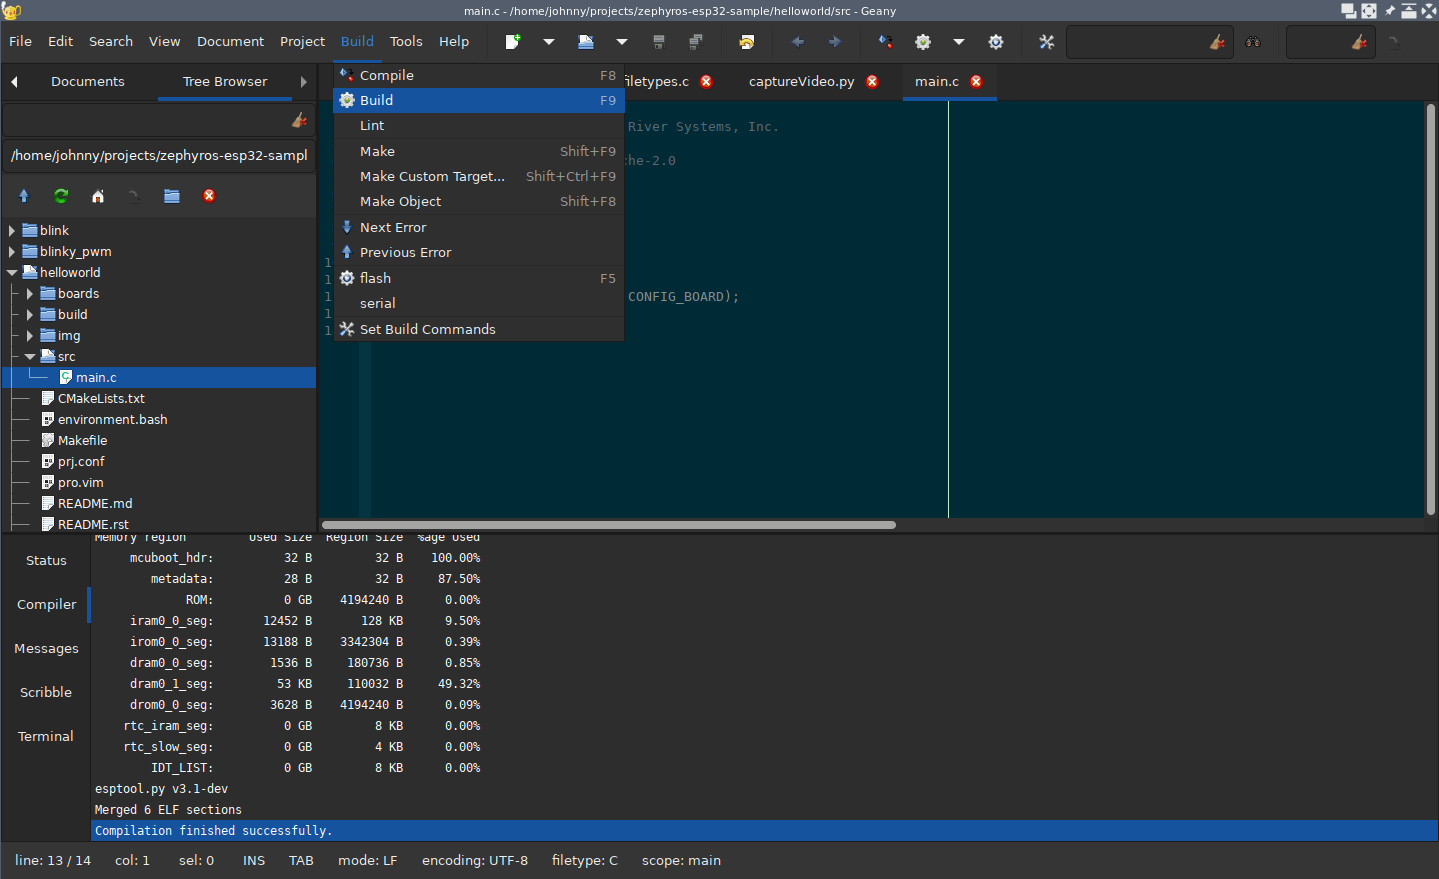 main.c - /home/johnny/projects/zephyros-esp32-sample/helloworld/src - Geany
File Edit Search View Document Project Build Tools Help
Documents Tree Browser
/home/johnny/projects/zephyros-esp32-sampl
blink
blinky_pwm
helloworld
boards
build
img
src
main.c
CMakeLists.txt
environment.bash
Makefile
prj.conf
pro.vim
README.md
README.rst
Compile F8
Build F9
Lint
Make Shift+F9
Make Custom Target... Shift+Ctrl+F9
Make Object Shift+F8
Next Error
Previous Error
flash F5
serial
Set Build Commands
filetypes.c captureVideo.py main.c
River Systems, Inc.
che-2.0
1
1
1 CONFIG_BOARD);
1
1
Status
Compiler
Messages
Scribble
Terminal
Memory region Used Size Region Size %age Used
mcuboot_hdr: 32 B 32 B 100.00%
metadata: 28 B 32 B 87.50%
ROM: 0 GB 4194240 B 0.00%
iram0_0_seg: 12452 B 128 KB 9.50%
irom0_0_seg: 13188 B 3342304 B 0.39%
dram0_0_seg: 1536 B 180736 B 0.85%
dram0_1_seg: 53 KB 110032 B 49.32%
drom0_0_seg: 3628 B 4194240 B 0.09%
rtc_iram_seg: 0 GB 8 KB 0.00%
rtc_slow_seg: 0 GB 4 KB 0.00%
IDT_LIST: 0 GB 8 KB 0.00%
esptool.py v3.1-dev
Merged 6 ELF sections
Compilation finished successfully.
line: 13 / 14 col: 1 sel: 0 INS TAB mode: LF encoding: UTF-8 filetype: C scope: main